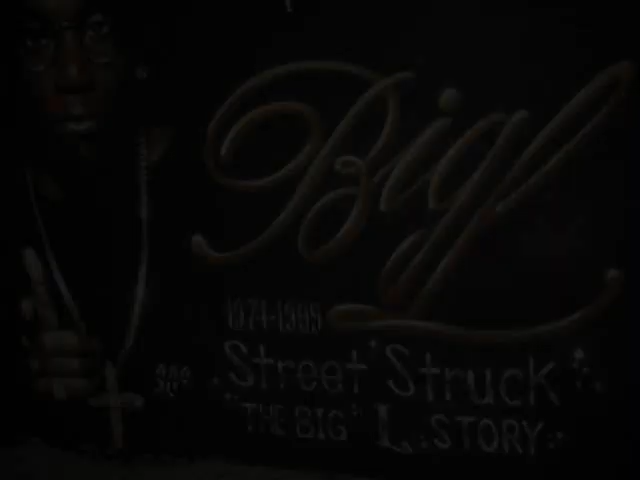 Big L
1974-1999
Street Struck
"THE BIG" L STORY